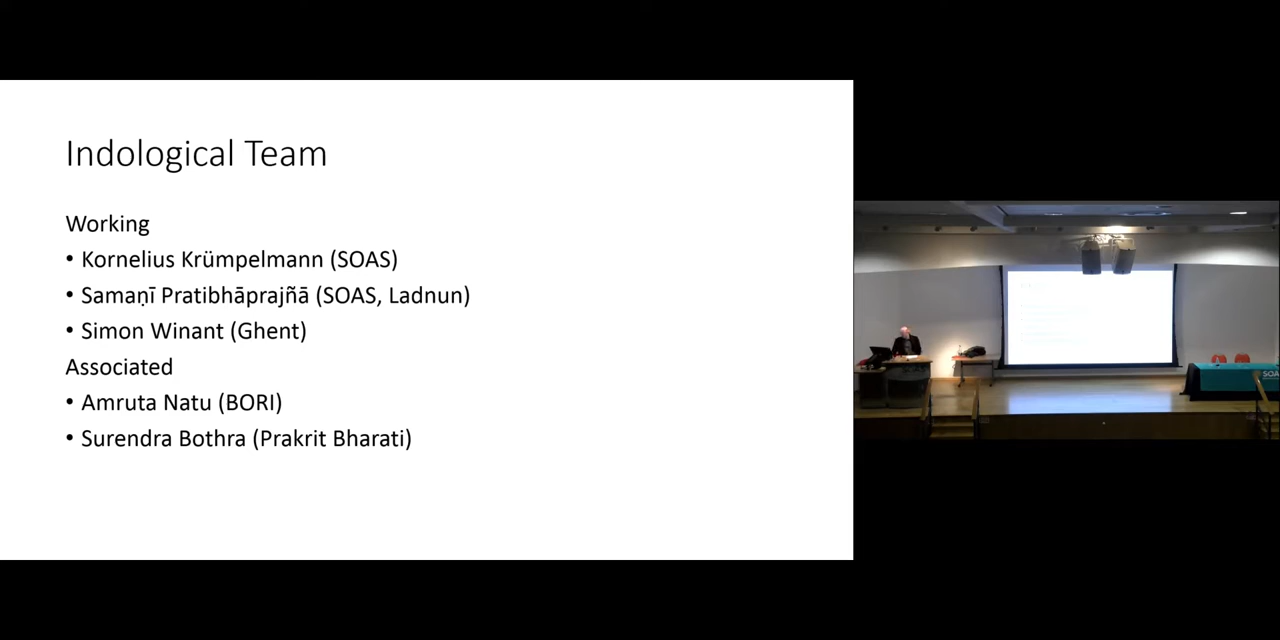 Indological Team
Working
• Kornelius Krümpelmann (SOAS)
• Samaṇī Pratibhāprajñā (SOAS, Ladnun)
• Simon Winant (Ghent)
Associated
• Amruta Natu (BORI)
• Surendra Bothra (Prakrit Bharati)
SOA